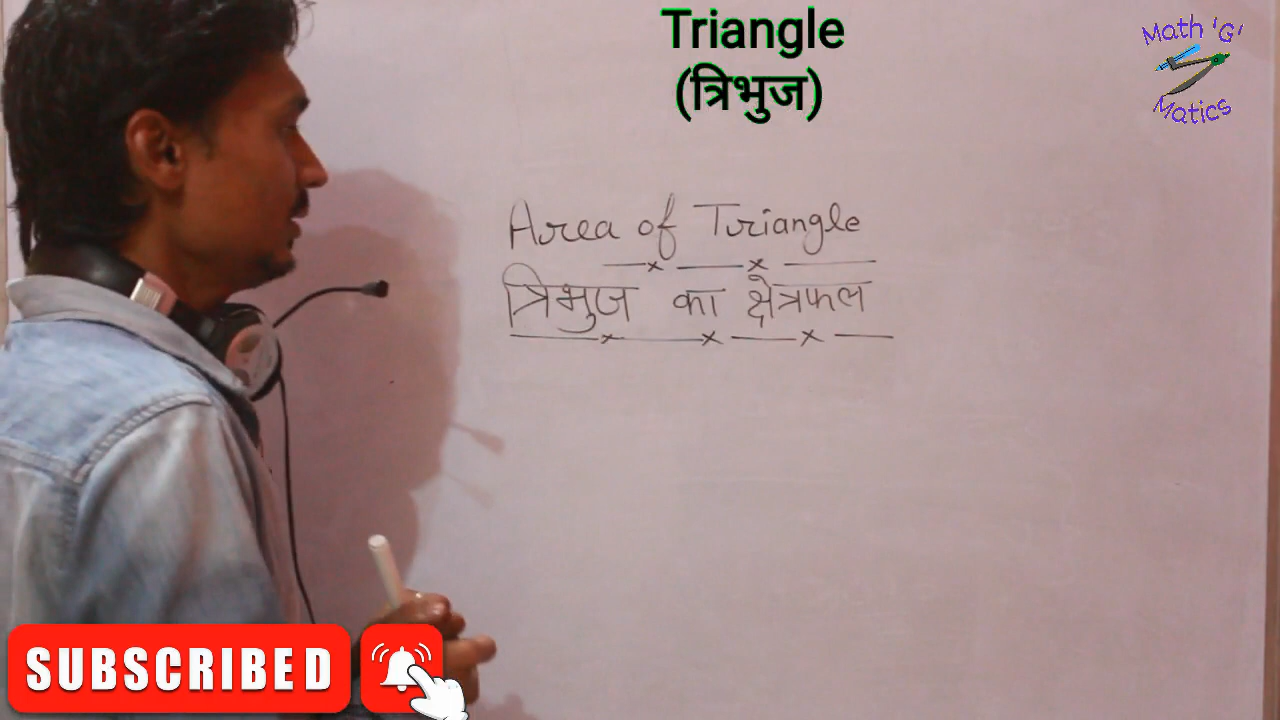 Triangle
(त्रिभुज)
Math 'G'
Matics
Area of Triangle
त्रिभुज का क्षेत्रफल
SUBSCRIBED